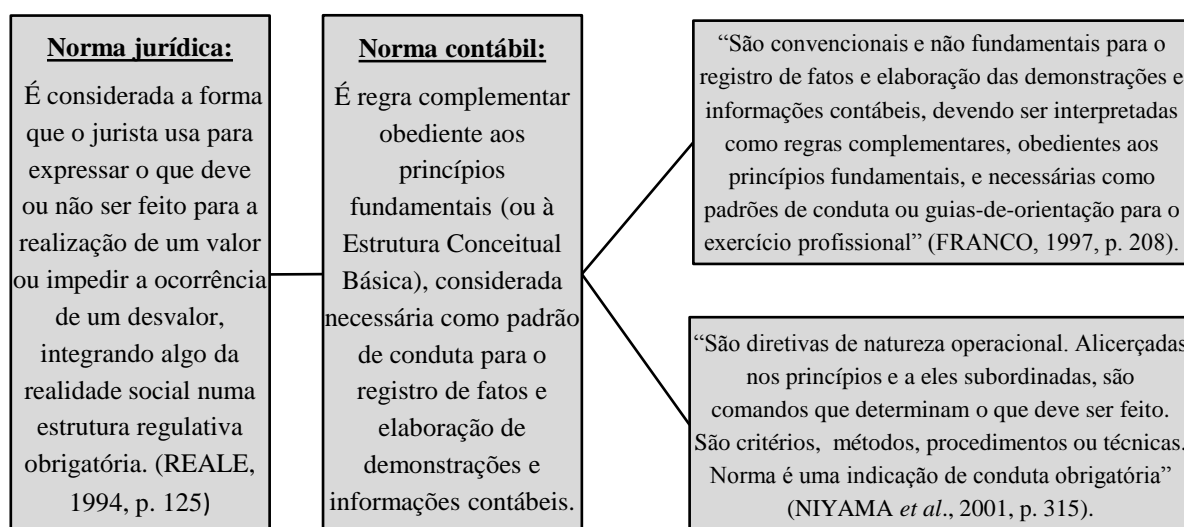 Norma jurídica:
É considerada a forma
que o jurista usa para
expressar o que deve
ou não ser feito para a
realização de um valor
ou impedir a ocorrência
de um desvalor,
integrando algo da
realidade social numa
estrutura regulativa
obrigatória. (REALE,
1994, p. 125)
Norma contábil:
É regra complementar
obediente aos
princípios
fundamentais (ou à
Estrutura Conceitual
Básica), considerada
necessária como padrão
de conduta para o
registro de fatos e
elaboração de
demonstrações e
informações contábeis.
“São convencionais e não fundamentais para o
registro de fatos e elaboração das demonstrações e
informações contábeis, devendo ser interpretadas
como regras complementares, obedientes aos
princípios fundamentais, e necessárias como
padrões de conduta ou guias-de-orientação para o
exercício profissional” (FRANCO, 1997, p. 208).
“São diretivas de natureza operacional. Alicerçadas
nos princípios e a eles subordinadas, são
comandos que determinam o que deve ser feito.
São critérios, métodos, procedimentos ou técnicas.
Norma é uma indicação de conduta obrigatória”
(NIYAMA et al., 2001, p. 315).